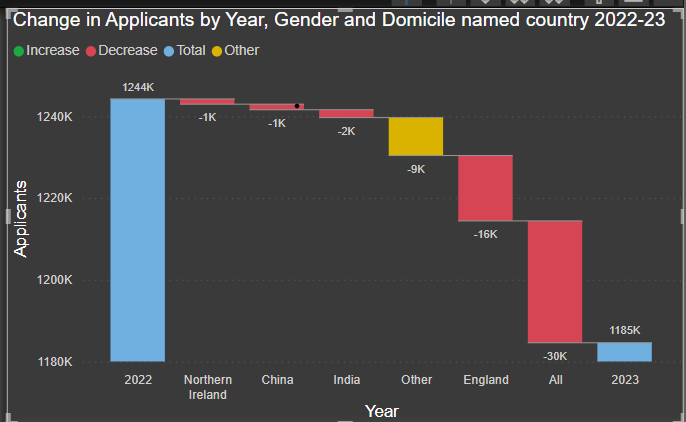 Change in Applicants by Year, Gender and Domicile named country 2022-23
Increase Decrease Total Other
1244K
1240K
-1K
-1K
-2K
-9K
1220K
-16K
Applicants
1200K
1185K
-30K
1180K
2022 Northern Ireland China India Other England All 2023
Year